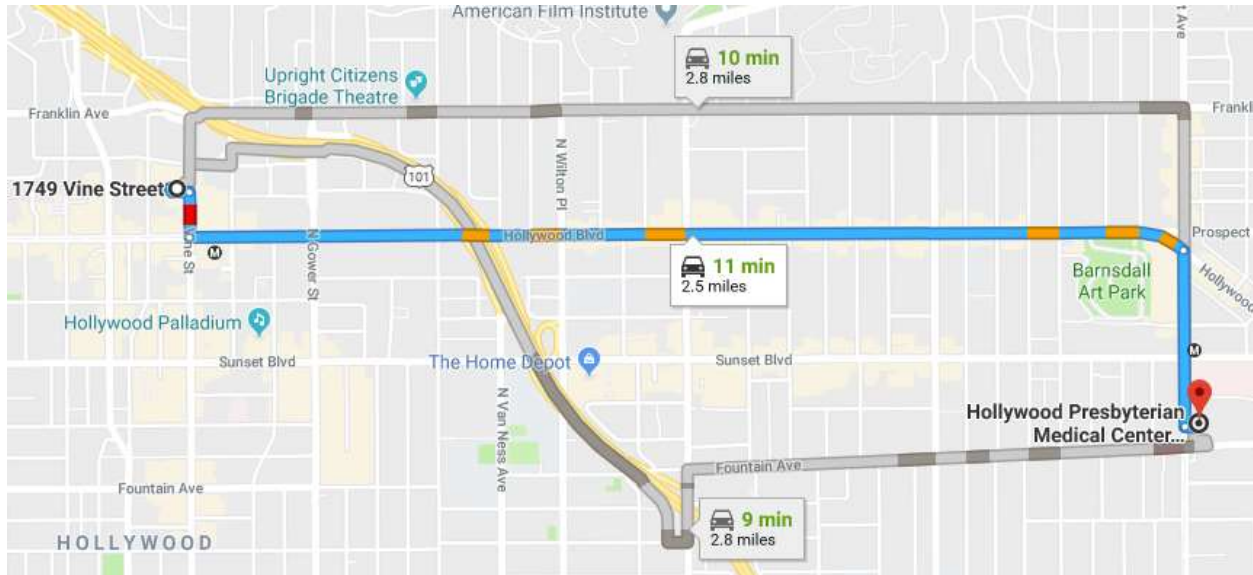 American Film Institute
t Ave
10 min
2.8 miles
Upright Citizens
Brigade Theatre
Franklin Ave
Frankl
N Wilton Pl
101
1749 Vine Street
Hollywood Blvd
Prospect
M
Vine St
N Gower St
11 min
2.5 miles
Barnsdall
Art Park
Hollywood
Hollywood Palladium
M
Sunset Blvd
The Home Depot
Sunset Blvd
N Van Ness Ave
Hollywood Presbyterian
Medical Center...
Fountain Ave
Fountain Ave
9 min
2.8 miles
HOLLYWOOD